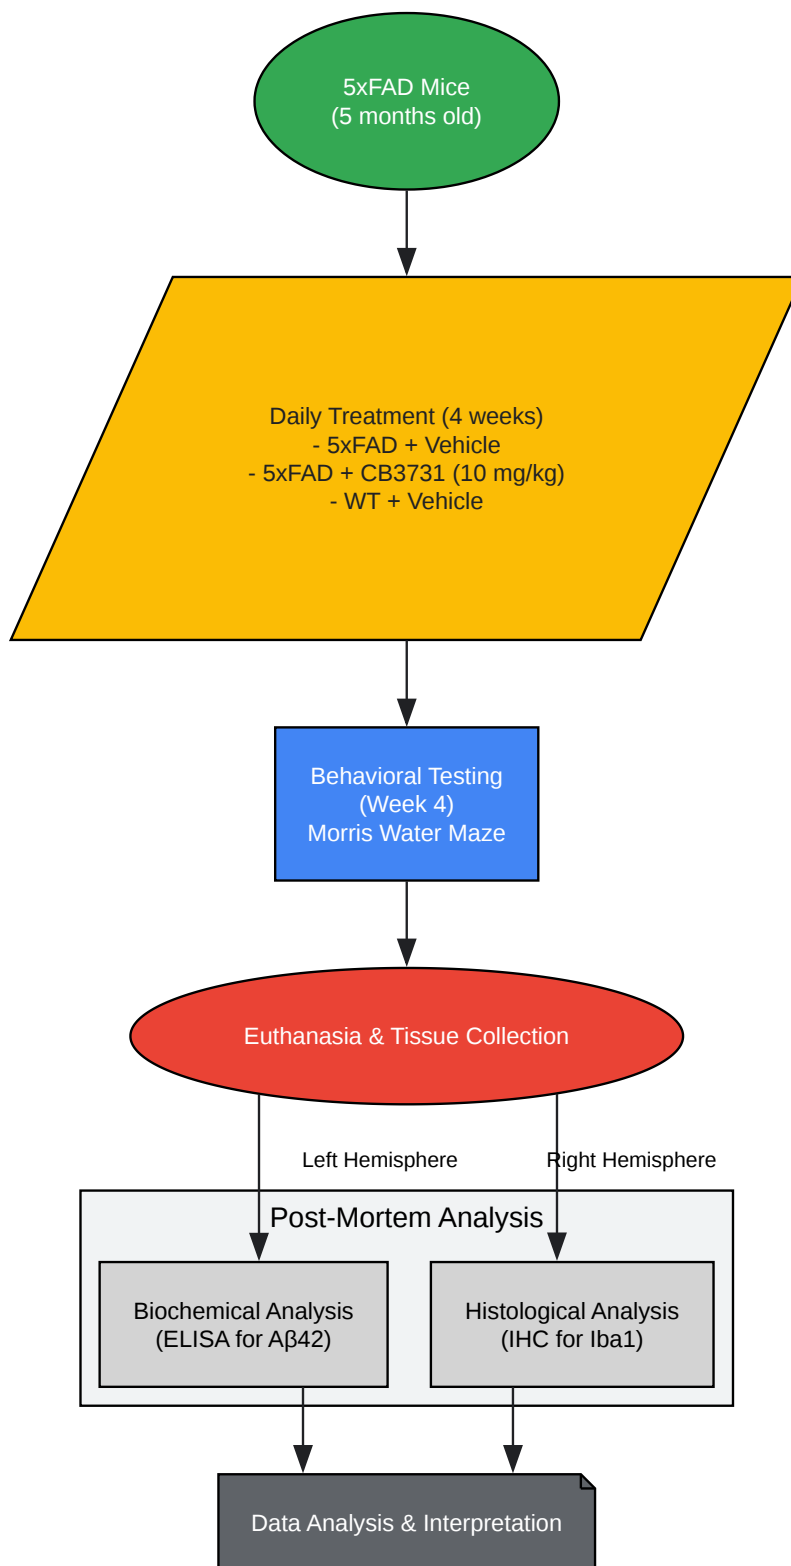 5xFAD Mice
(5 months old)
Daily Treatment (4 weeks)
- 5xFAD + Vehicle
- 5xFAD + CB3731 (10 mg/kg)
- WT + Vehicle
Behavioral Testing
(Week 4)
Morris Water Maze
Euthanasia & Tissue Collection
Left Hemisphere
Right Hemisphere
Post-Mortem Analysis
Biochemical Analysis
(ELISA for Aβ42)
Histological Analysis
(IHC for Iba1)
Data Analysis & Interpretation